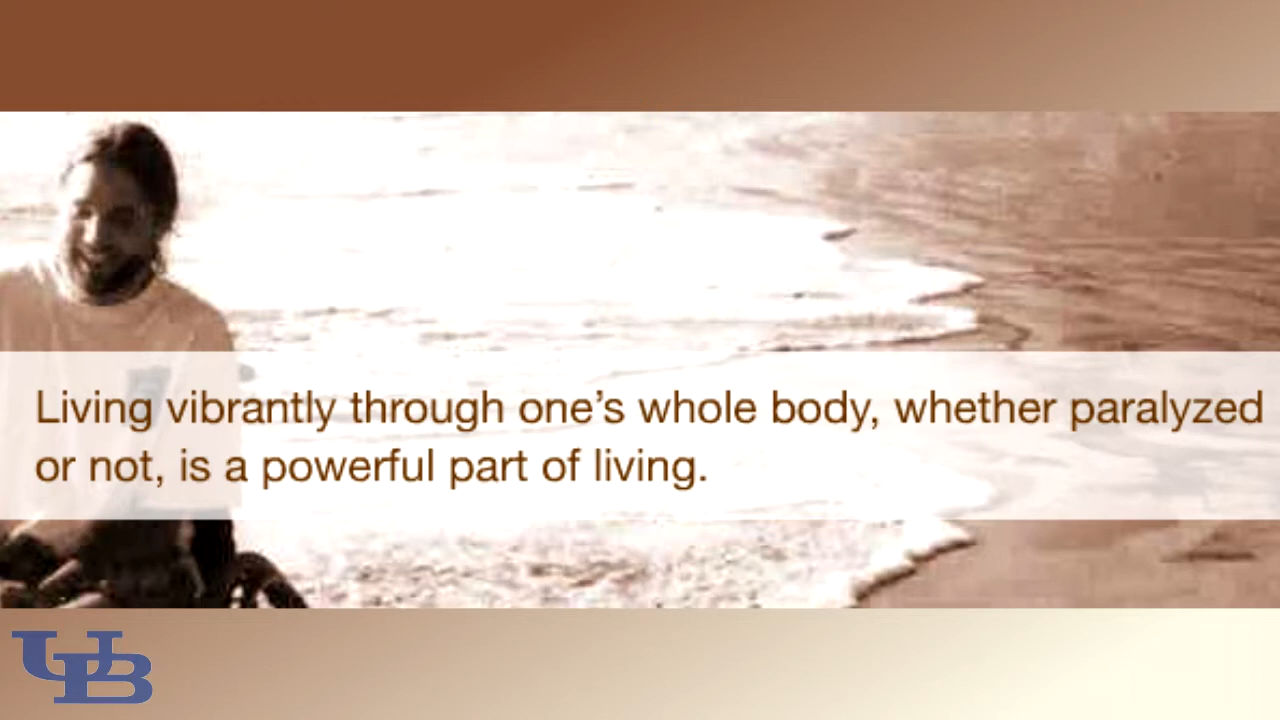 Living vibrantly through one’s whole body, whether paralyzed
or not, is a powerful part of living.
UB